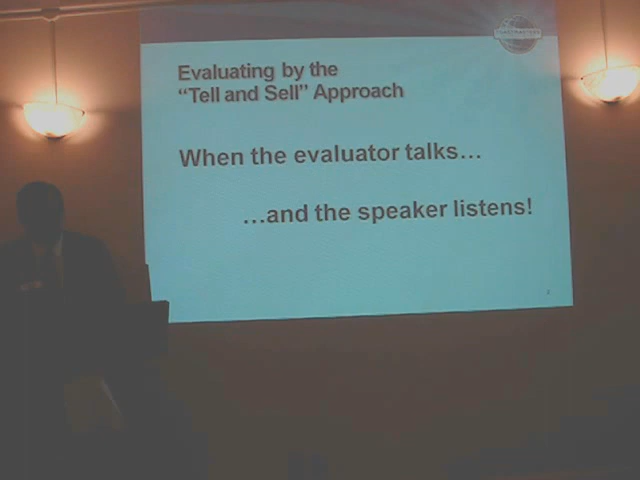 Evaluating by the
“Tell and Sell” Approach
When the evaluator talks…
…and the speaker listens!